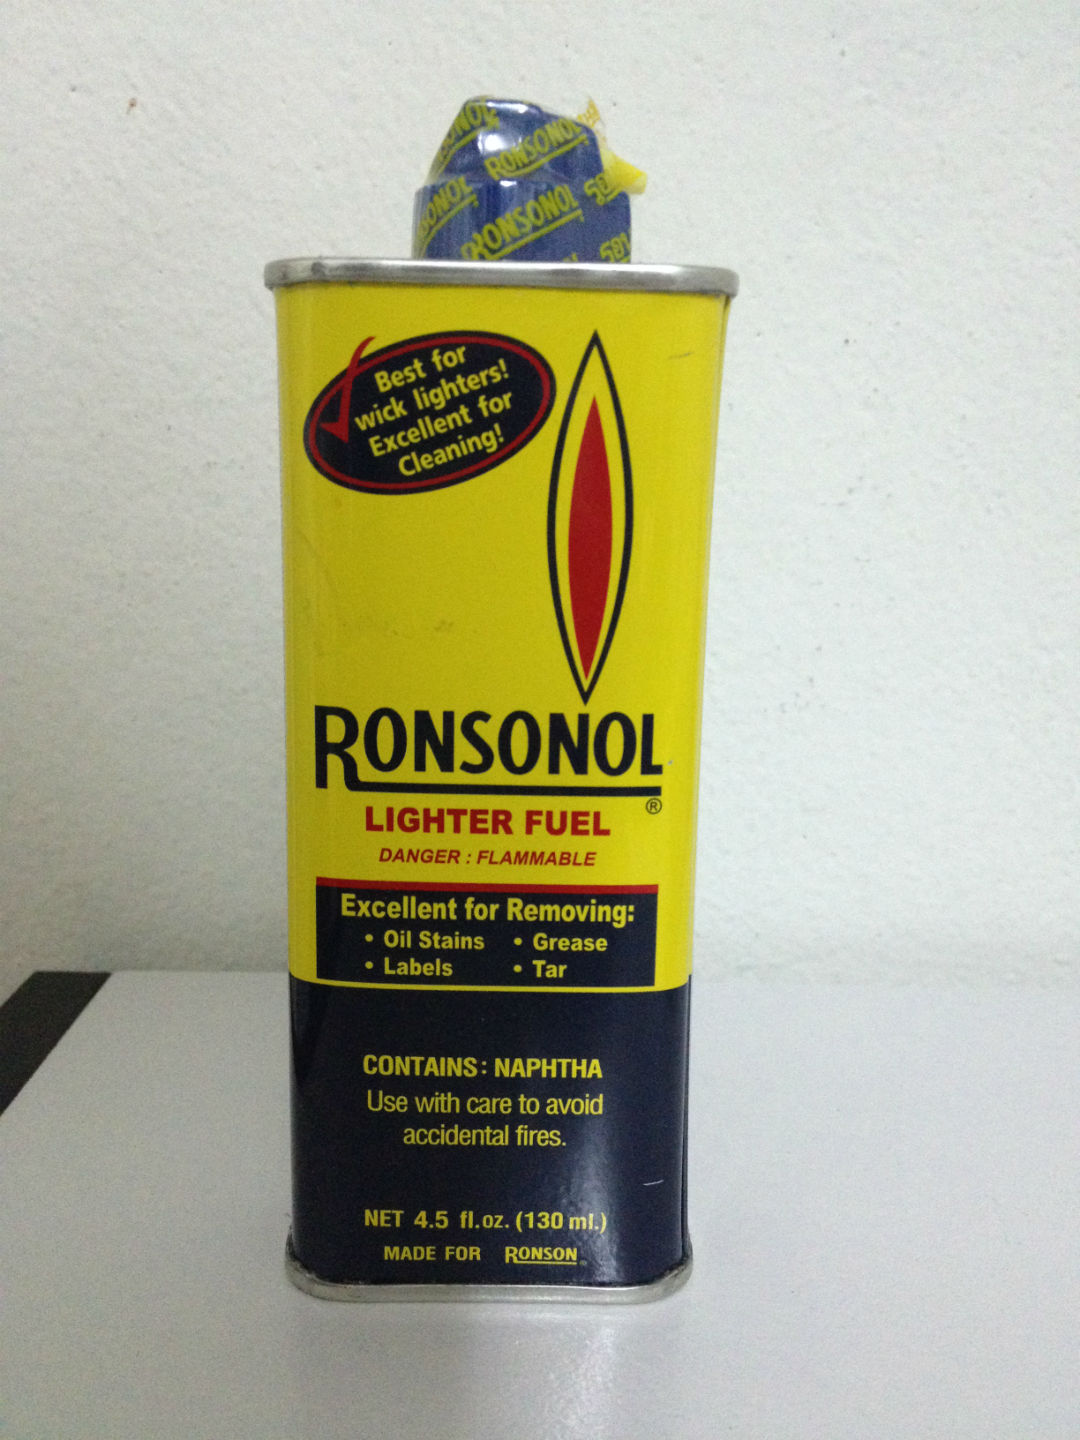 RONSONOL
RONSONOL
RONSONOL
RONSONOL
Best for
wick lighters!
Excellent for
Cleaning!
RONSONOL
®
LIGHTER FUEL
DANGER : FLAMMABLE
Excellent for Removing:
• Oil Stains • Grease
• Labels • Tar
CONTAINS: NAPHTHA
Use with care to avoid
accidental fires.
NET 4.5 fl.oz. (130 ml.)
MADE FOR RONSON